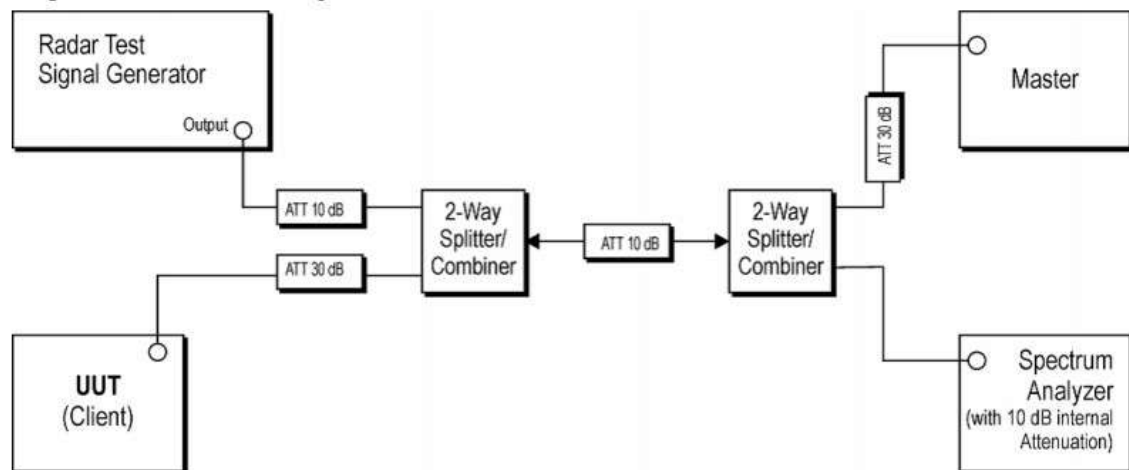 Radar Test
Signal Generator
Output
ATT 10 dB
ATT 30 dB
2-Way
Splitter/
Combiner
ATT 10 dB
2-Way
Splitter/
Combiner
ATT 30 dB
Master
UUT
(Client)
Spectrum
Analyzer
(with 10 dB internal
Attenuation)